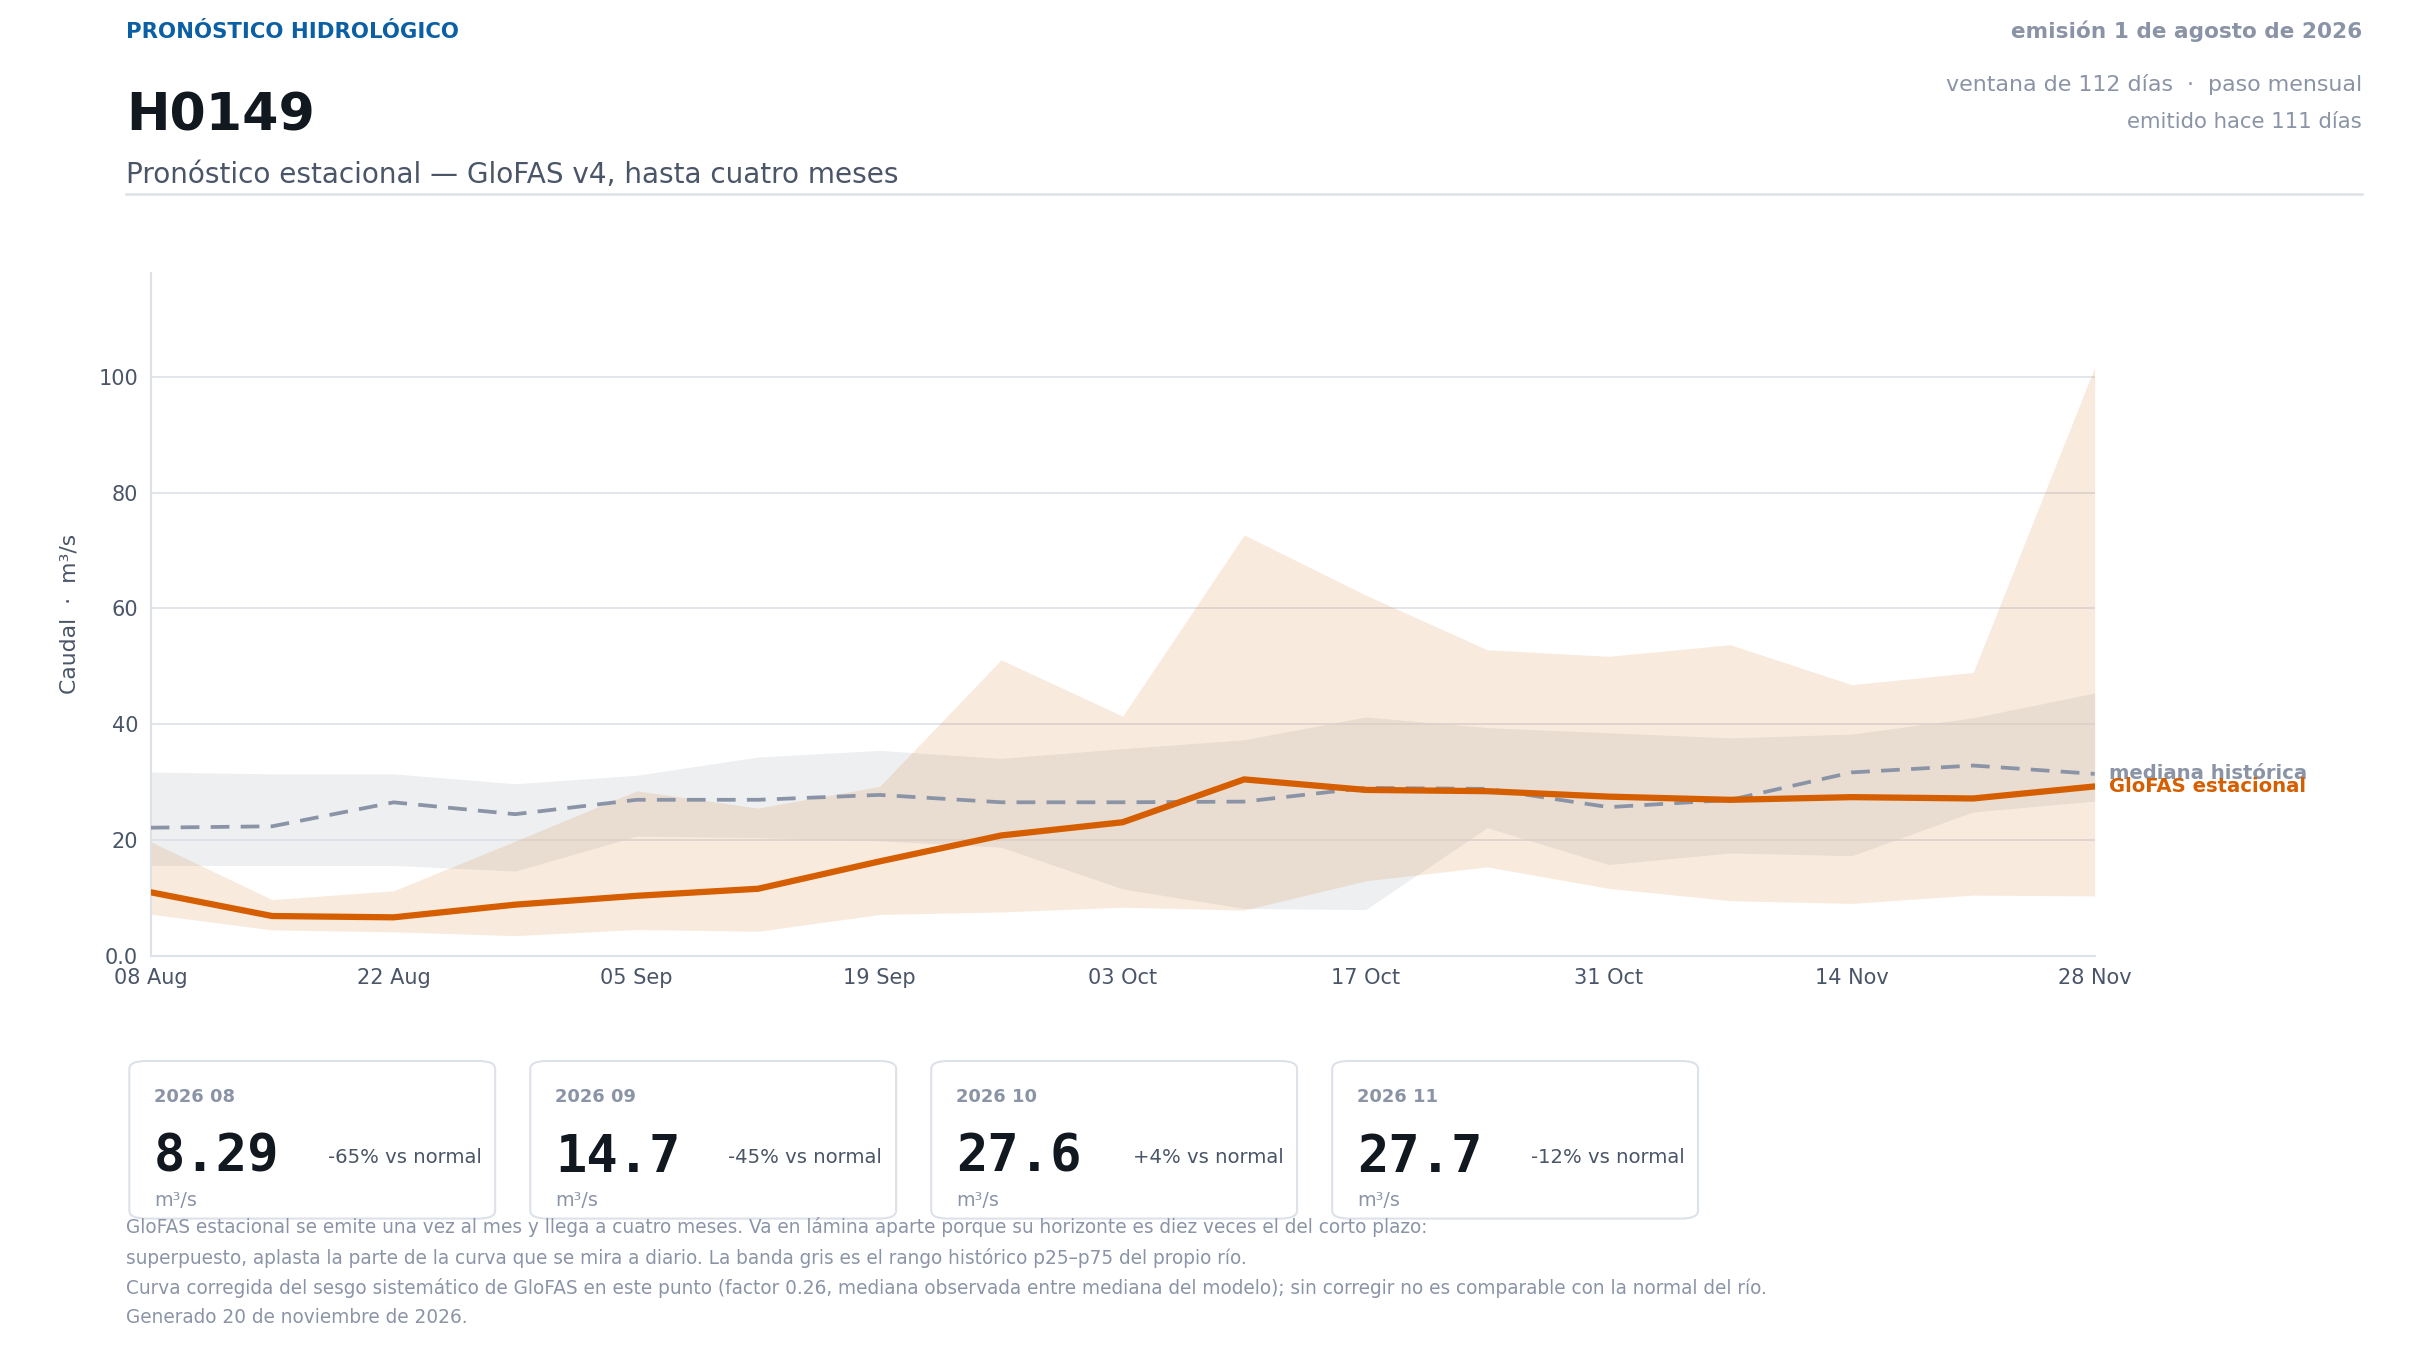 PRONÓSTICO HIDROLÓGICO
emisión 1 de agosto de 2026
ventana de 112 días · paso mensual
H0149
emitido hace 111 días
Pronóstico estacional — GloFAS v4, hasta cuatro meses
Caudal · m³/s
100
80
60
40
20
0.0
mediana histórica
GloFAS estacional
08 Aug
22 Aug
05 Sep
19 Sep
03 Oct
17 Oct
31 Oct
14 Nov
28 Nov
2026 08
8.29
-65% vs normal
m³/s
2026 09
14.7
-45% vs normal
m³/s
2026 10
27.6
+4% vs normal
m³/s
2026 11
27.7
-12% vs normal
m³/s
GloFAS estacional se emite una vez al mes y llega a cuatro meses. Va en lámina aparte porque su horizonte es diez veces el del corto plazo:
superpuesto, aplasta la parte de la curva que se mira a diario. La banda gris es el rango histórico p25–p75 del propio río.
Curva corregida del sesgo sistemático de GloFAS en este punto (factor 0.26, mediana observada entre mediana del modelo); sin corregir no es comparable con la normal del río.
Generado 20 de noviembre de 2026.